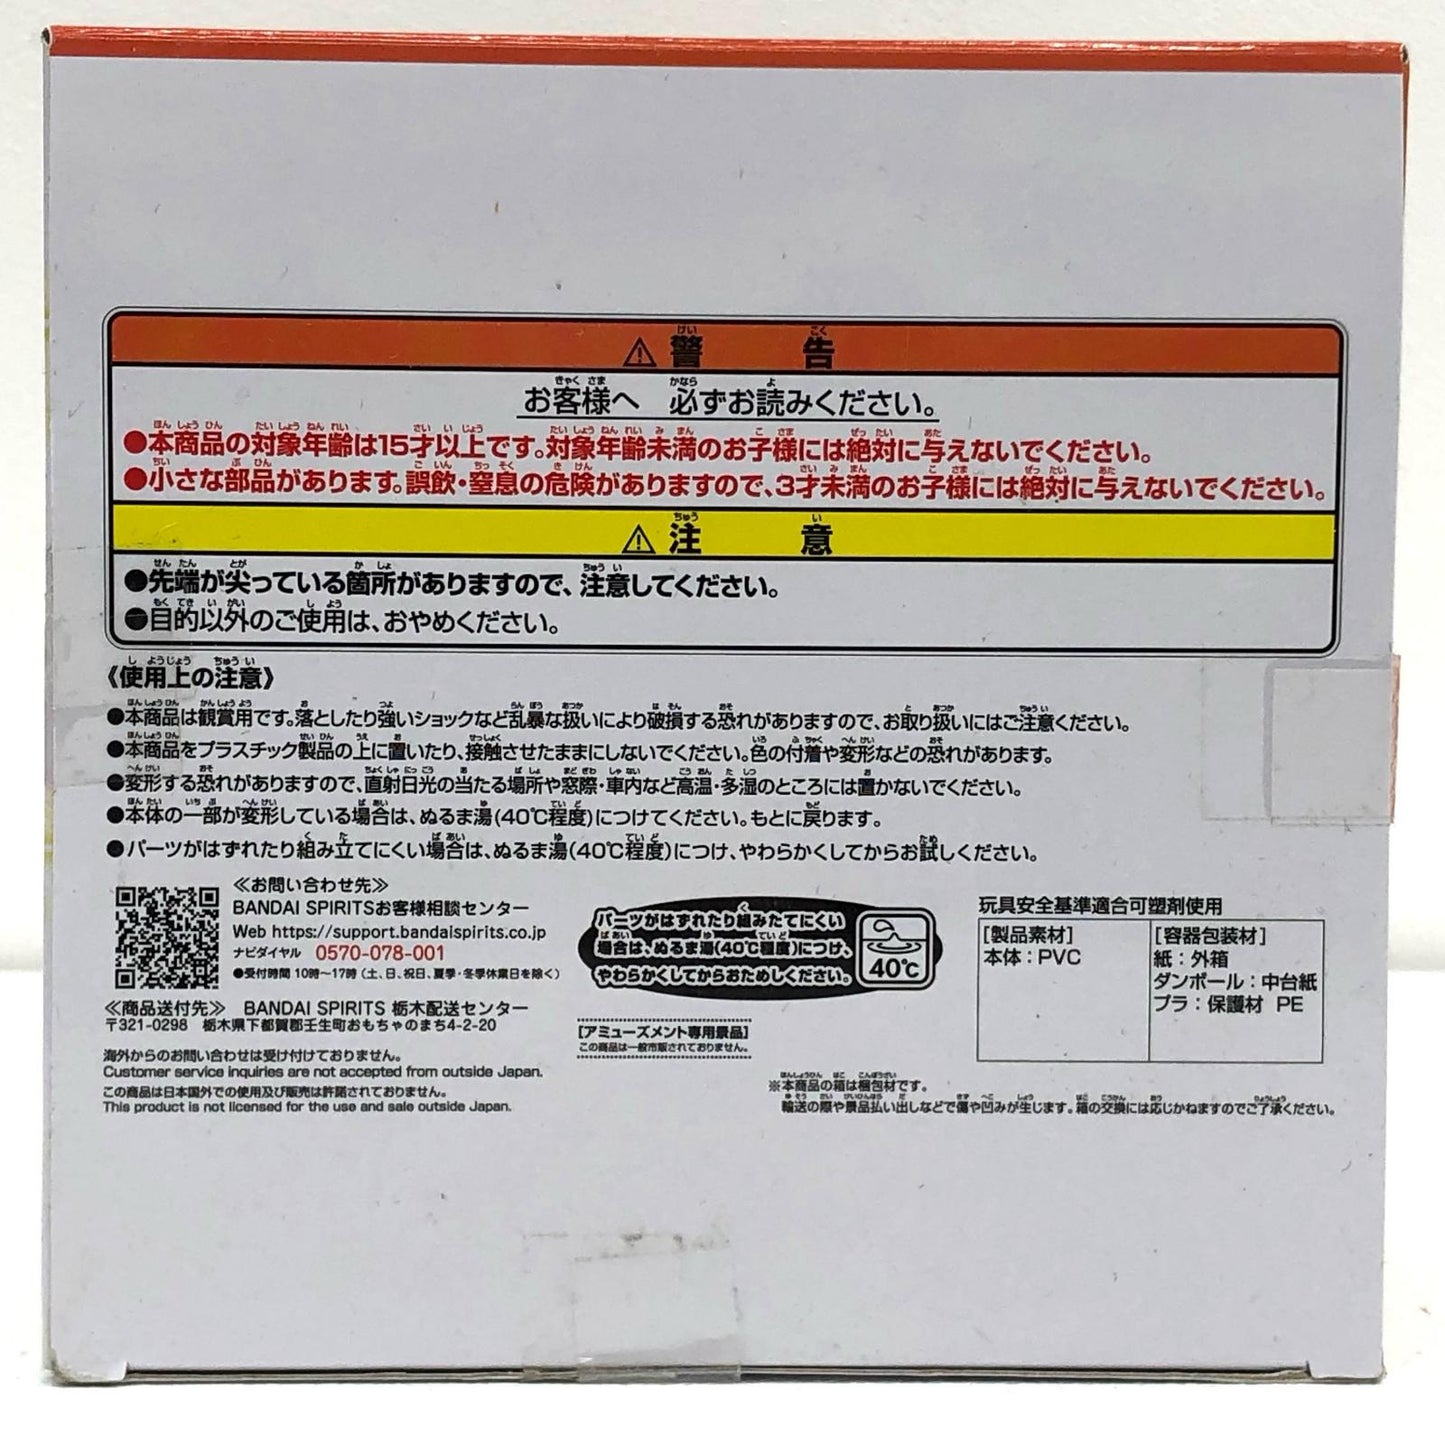 ⚠警告
お客様へ 必ずお読みください。
●本商品の対象年齢は15才以上です。対象年齢未満のお子様には絶対に与えないでください。
●小さな部品があります。誤飲・窒息の危険がありますので、3才未満のお子様には絶対に与えないでください。
⚠注意
●先端が尖っている箇所がありますので、注意してください。
●目的以外のご使用は、おやめください。
《使用上の注意》
●本商品は観賞用です。落としたり強いショックなど乱暴な扱いにより破損する恐れがありますので、お取り扱いにはご注意ください。
●本商品をプラスチック製品の上に置いたり、接触させたままにしないでください。色の付着や変形などの恐れがあります。
●変形する恐れがありますので、直射日光の当たる場所や窓際・車内など高温・多湿のところには置かないでください。
●本体の一部が変形している場合は、ぬるま湯(40℃程度)につけてください。もとに戻ります。
●パーツがはずれたり組み立てにくい場合は、ぬるま湯(40℃程度)につけ、やわらかくしてからお試しください。
≪お問い合わせ先≫
BANDAI SPIRITSお客様相談センター
Web https://support.bandaispirits.co.jp
ナビダイヤル 0570-078-001
●受付時間 10時〜17時(土、日、祝日、夏季・冬季休業日を除く)
≪商品送付先≫ BANDAI SPIRITS 栃木配送センター
〒321-0298 栃木県下都賀郡壬生町おもちゃのまち4-2-20
海外からのお問い合わせは受け付けておりません。
Customer service inquiries are not accepted from outside Japan.
この商品は日本国外での使用及び販売は許諾されておりません。
This product is not licensed for the use and sale outside Japan.
パーツがはずれたり組みたてにくい
場合は、ぬるま湯(40℃程度)につけ、
やわらかくしてからおためしください。
40℃
[アミューズメント専用景品]
この商品は一般市販されておりません。
玩具安全基準適合可塑剤使用
[製品素材]
本体：PVC
[容器包装材]
紙：外箱
ダンボール：中台紙
プラ：保護材 PE
※本商品の箱は梱包材です。
輸送の際や景品払い出しなどで傷や凹みが生じます。箱の交換には応じかねますのでご了承ください。